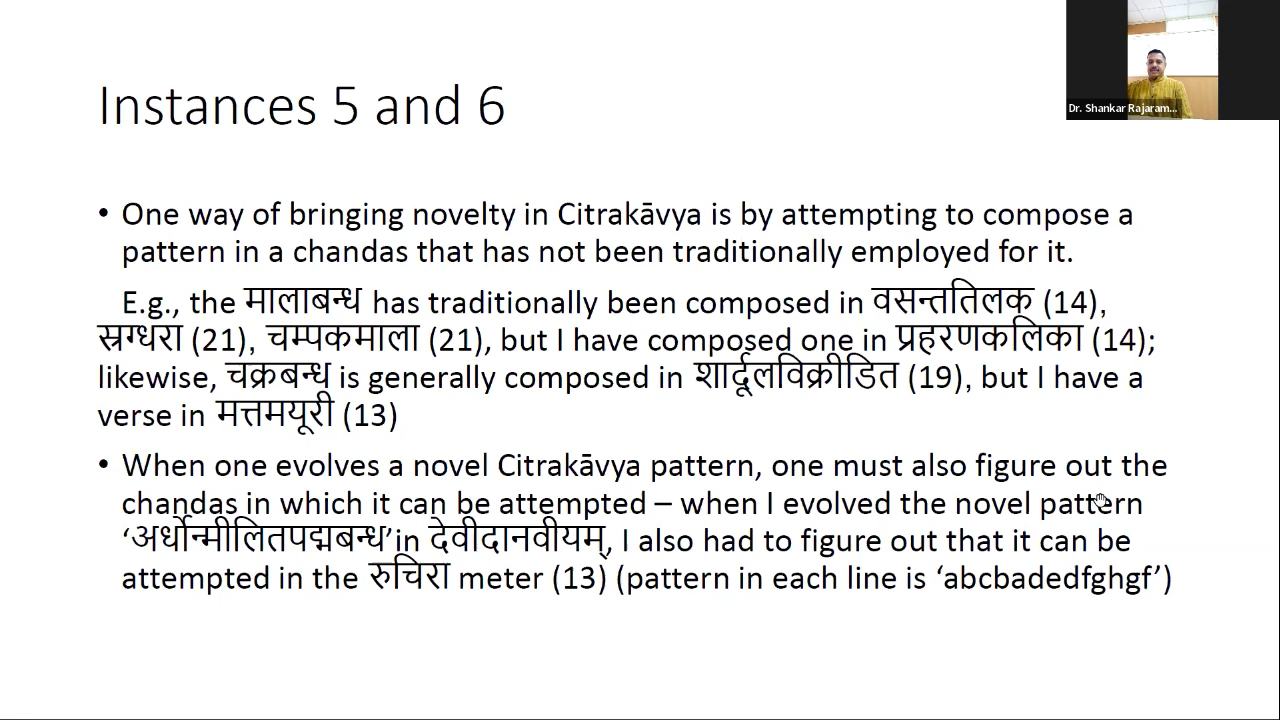 Dr. Shankar Rajaram...
Instances 5 and 6
• One way of bringing novelty in Citrakāvya is by attempting to compose a
pattern in a chandas that has not been traditionally employed for it.
E.g., the मालाबन्ध has traditionally been composed in वसन्ततिलक (14),
स्रग्धरा (21), चम्पकमाला (21), but I have composed one in प्रहरणकलिका (14);
likewise, चक्रबन्ध is generally composed in शार्दूलविक्रीडित (19), but I have a
verse in मत्तमयूरी (13)
• When one evolves a novel Citrakāvya pattern, one must also figure out the
chandas in which it can be attempted – when I evolved the novel pattern
‘अर्धोन्मीलितपद्मबन्ध’in देवीदानवीयम्, I also had to figure out that it can be
attempted in the रुचिरा meter (13) (pattern in each line is ‘abcbadedfghgf’)